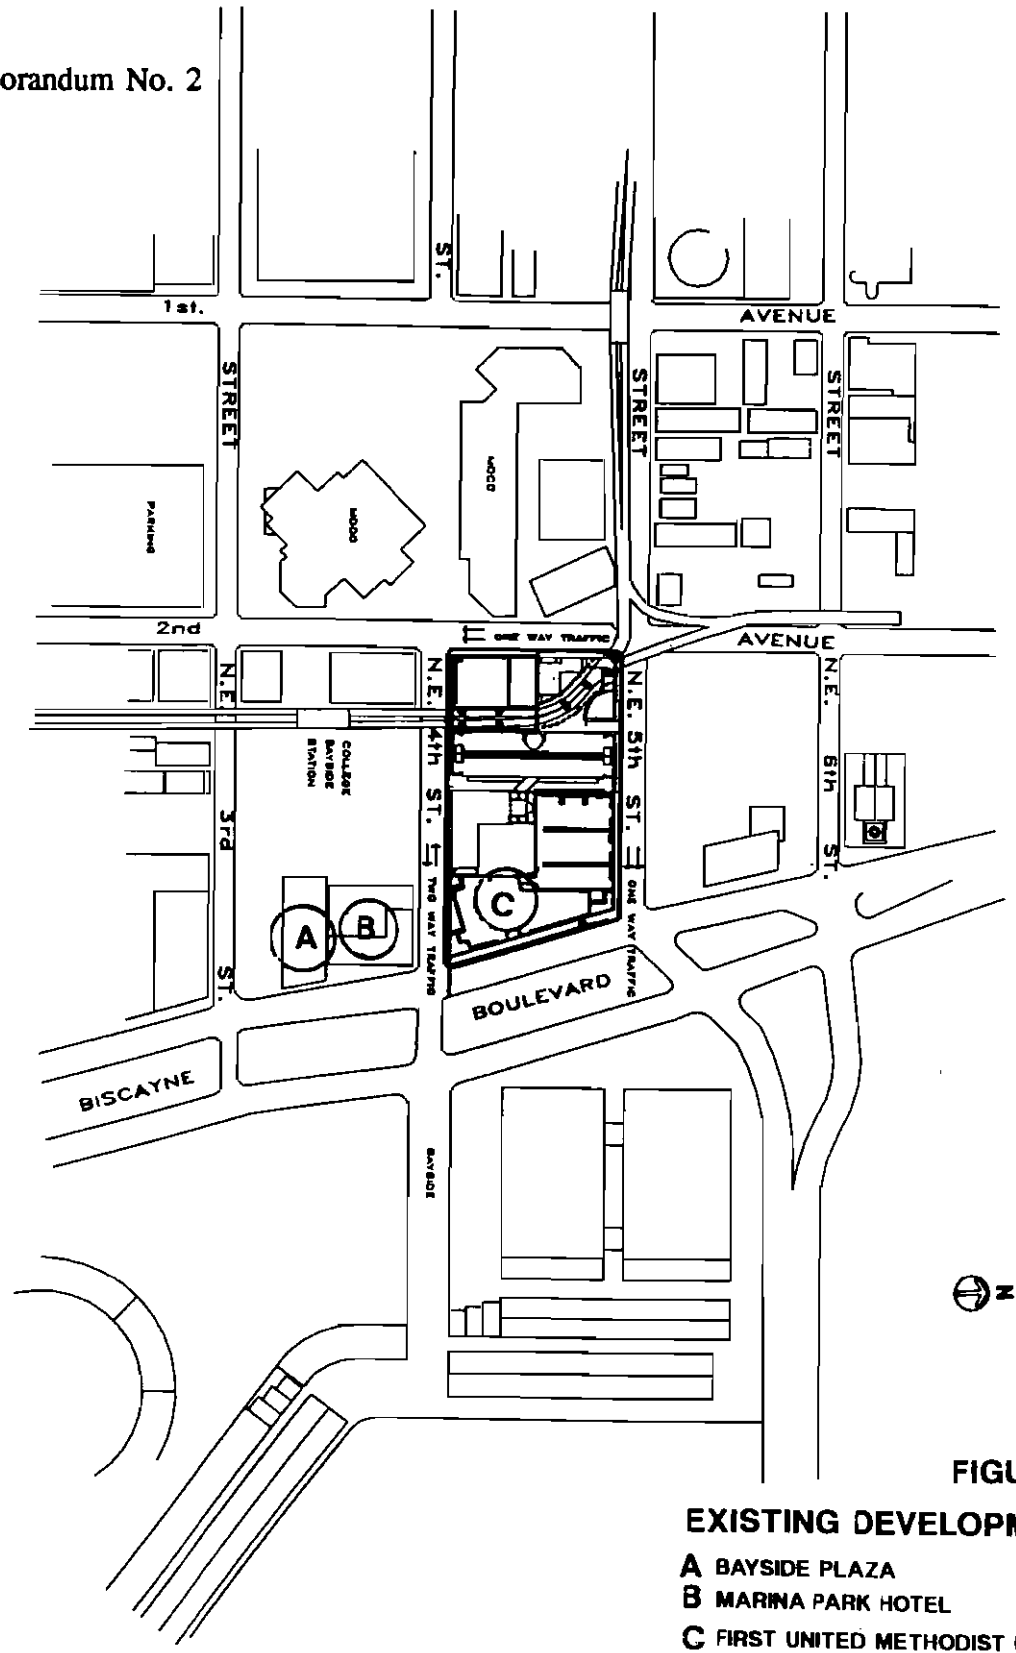 orandum No. 2
ST.
1st.
AVENUE
STREET
STREET
STREET
MDCC
MDCC
PARKING
2nd
ONE WAY TRAFFIC
AVENUE
N.E. 3rd ST.
N.E. 4th ST.
N.E. 5th ST.
N.E. 6th ST.
COLLEGE
BAYSIDE
STATION
TWO WAY TRAFFIC
ONE WAY TRAFFIC
A
B
C
BOULEVARD
BISCAYNE
BAYSIDE
N
FIGU
EXISTING DEVELOPM
A BAYSIDE PLAZA
B MARINA PARK HOTEL
C FIRST UNITED METHODIST